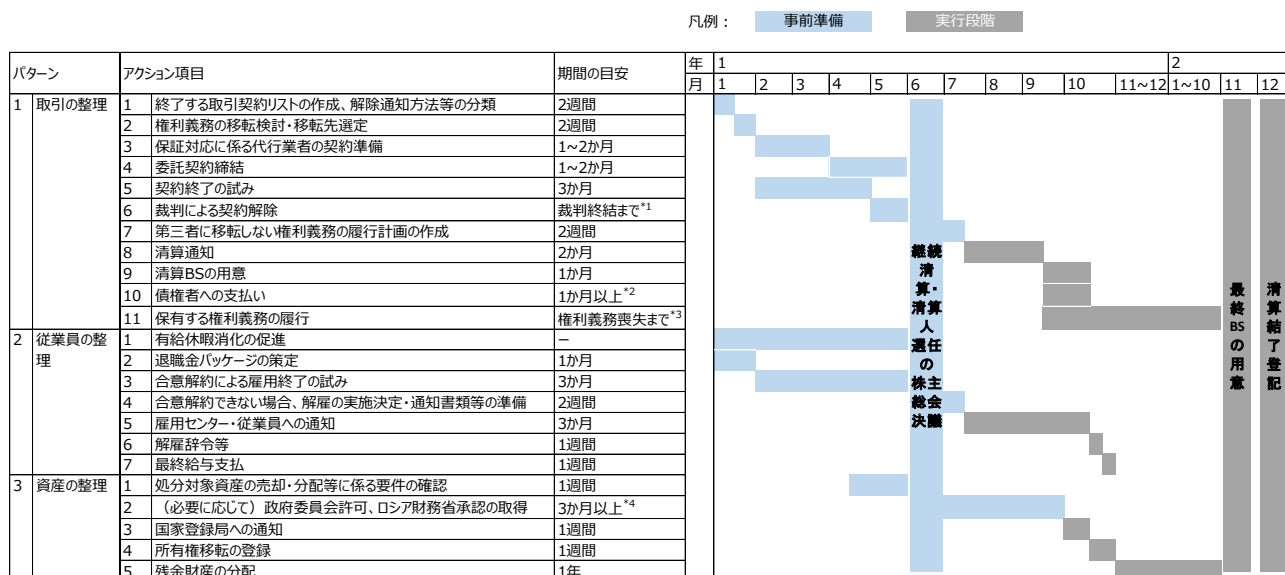 凡例： 事前準備 実行段階
パターン アクション項目 期間の目安 年 1 2
月 1 2 3 4 5 6 7 8 9 10 11~12 1~10 11 12
1 取引の整理 1 終了する取引契約リストの作成、解除通知方法等の分類 2週間
2 権利義務の移転検討・移転先選定 2週間
3 保証対応に係る代行業者の契約準備 1~2か月
4 委託契約締結 1~2か月
5 契約終了の試み 3か月
6 裁判による契約解除 裁判終結まで*1
7 第三者に移転しない権利義務の履行計画の作成 2週間
8 清算通知 2か月
9 清算BSの用意 1か月
10 債権者への支払い 1か月以上*2
11 保有する権利義務の履行 権利義務喪失まで*3
2 従業員の整理 1 有給休暇消化の促進 －
2 退職金パッケージの策定 1か月
3 合意解約による雇用終了の試み 3か月
4 合意解約できない場合、解雇の実施決定・通知書類等の準備 2週間
5 雇用センター・従業員への通知 3か月
6 解雇辞令等 1週間
7 最終給与支払 1週間
3 資産の整理 1 処分対象資産の売却・分配等に係る要件の確認 1週間
2 （必要に応じて）政府委員会許可、ロシア財務省承認の取得 3か月以上*4
3 国家登録局への通知 1週間
4 所有権移転の登録 1週間
5 残余財産の分配 1年
継続
清
算・
清算
人
選任
の
株主
総会
決議
最
終
BS
の
用
意
清
算
結
了
登
記